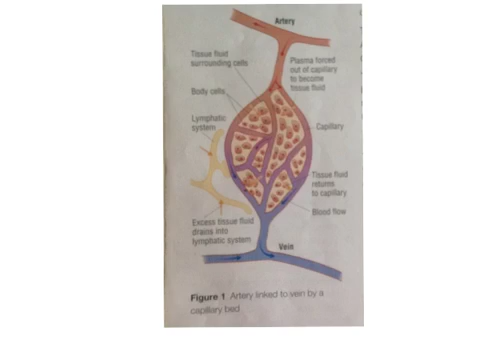 Artery
Tissue fluid
surrounding cells
Plasma forced
out of capillary
to become
tissue fluid
Body cells
Lymphatic
system
Capillary
Tissue fluid
returns
to capillary
Blood flow
Excess tissue fluid
drains into
lymphatic system
Vein
Figure 1 Artery linked to vein by a
capillary bed